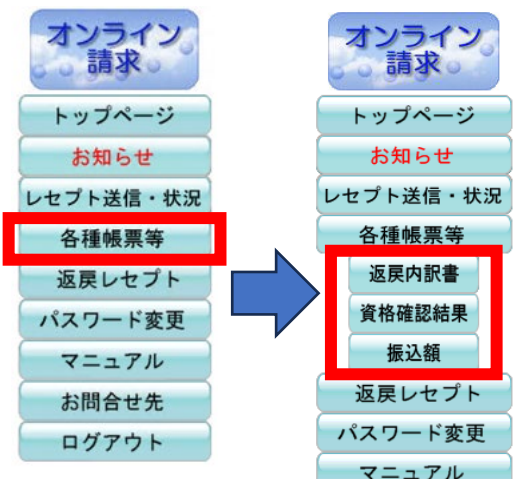 オンライン
請求
トップページ
お知らせ
レセプト送信・状況
各種帳票等
返戻レセプト
パスワード変更
マニュアル
お問合せ先
ログアウト
オンライン
請求
トップページ
お知らせ
レセプト送信・状況
各種帳票等
返戻内訳書
資格確認結果
振込額
返戻レセプト
パスワード変更
マニュアル